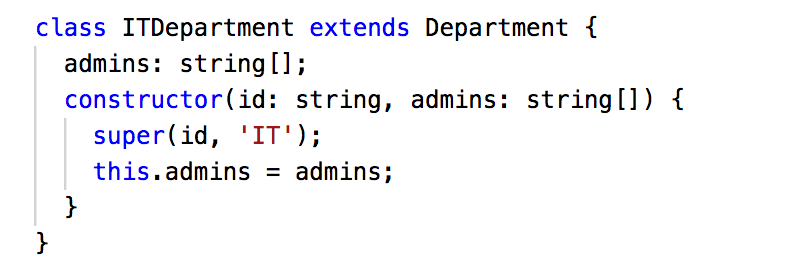 class ITDepartment extends Department {
  admins: string[];
  constructor(id: string, admins: string[]) {
    super(id, 'IT');
    this.admins = admins;
  }
}